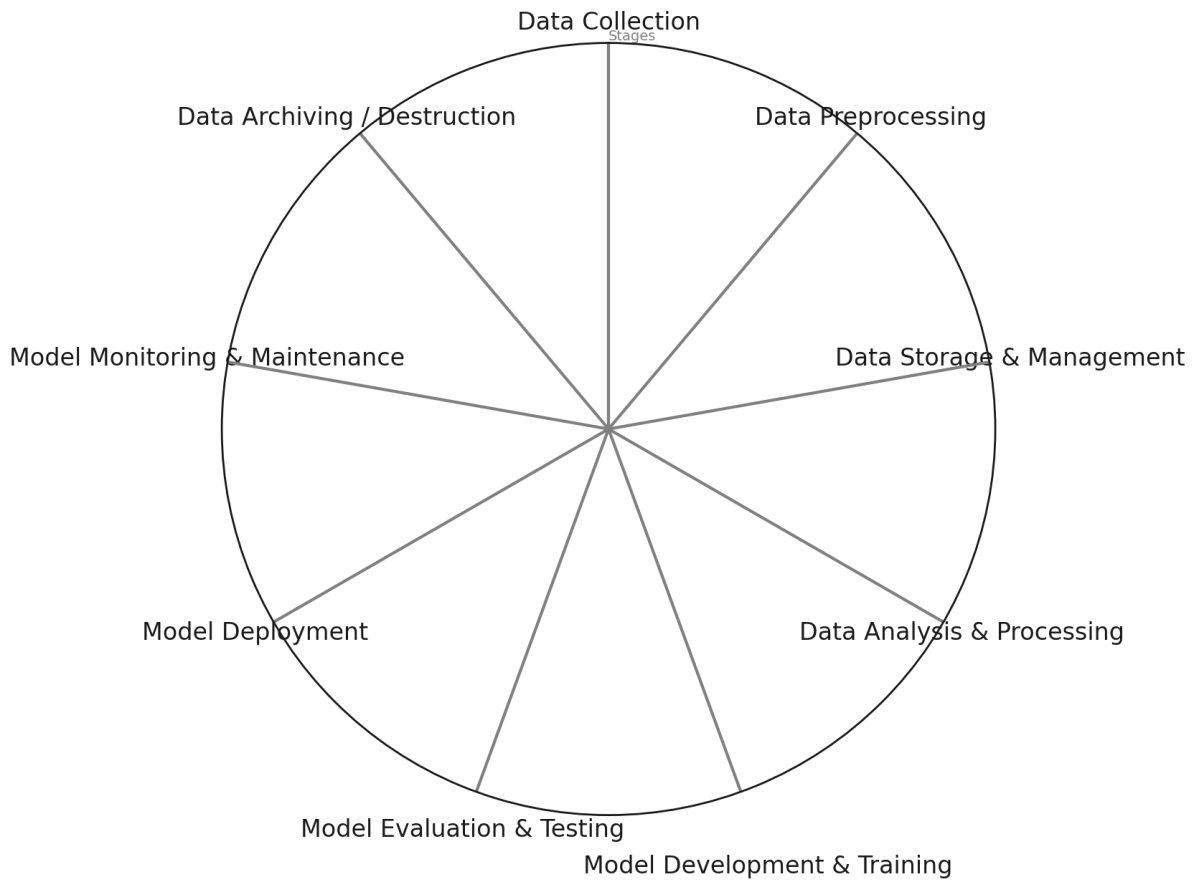 Data Collection
Stages
Data Archiving / Destruction
Data Preprocessing
Model Monitoring & Maintenance
Data Storage & Management
Model Deployment
Data Analysis & Processing
Model Evaluation & Testing
Model Development & Training